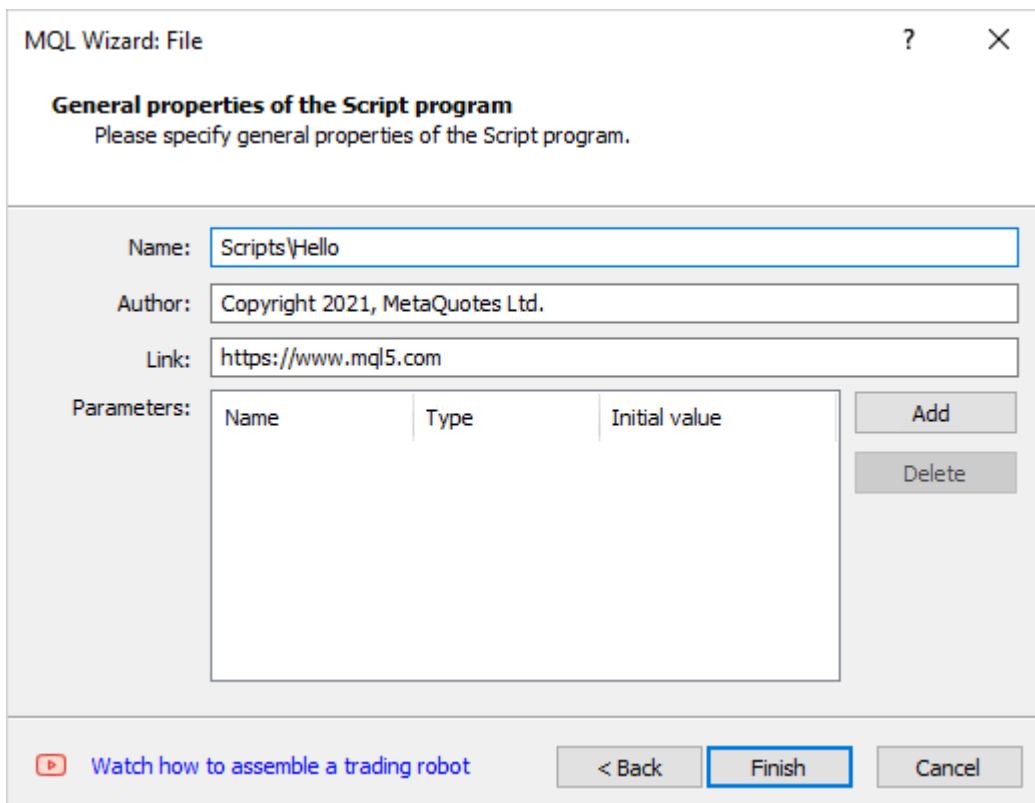 MQL Wizard: File
?
General properties of the Script program
Please specify general properties of the Script program.
Name: Scripts\Hello
Author: Copyright 2021, MetaQuotes Ltd.
Link: https://www.mql5.com
Parameters: Name Type Initial value Add
Delete
Watch how to assemble a trading robot < Back Finish Cancel